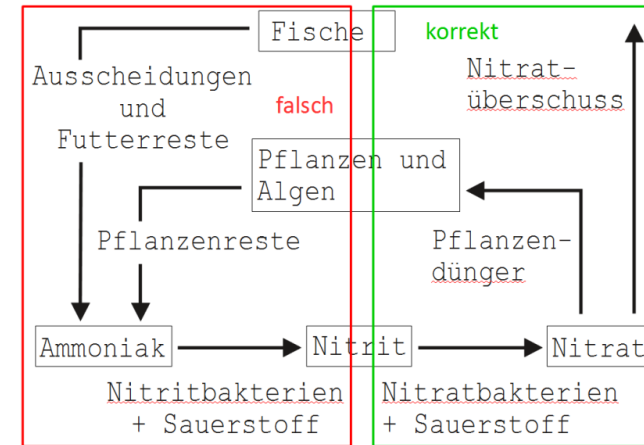 Fische
korrekt
Ausscheidungen
und
Futterreste
falsch
Nitrat-
überschuss
Pflanzen und
Algen
Pflanzenreste
Pflanzen-
dünger
Ammoniak
Nitrit
Nitrat
Nitritbakterien
+ Sauerstoff
Nitratbakterien
+ Sauerstoff